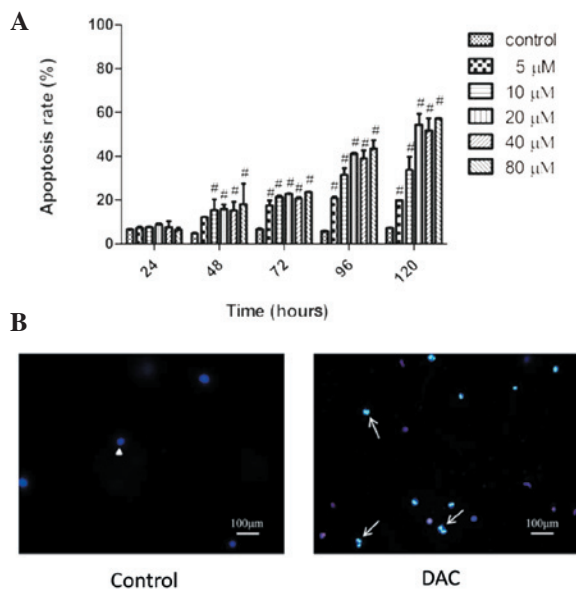 A
Apoptosis rate (%)
100
80
60
40
20
0
# # # #
# # # # #
# # # # #
# # # # #
24
48
72
96
120
Time (hours)
control
5 μM
10 μM
20 μM
40 μM
80 μM
B
100μm
100μm
Control
DAC